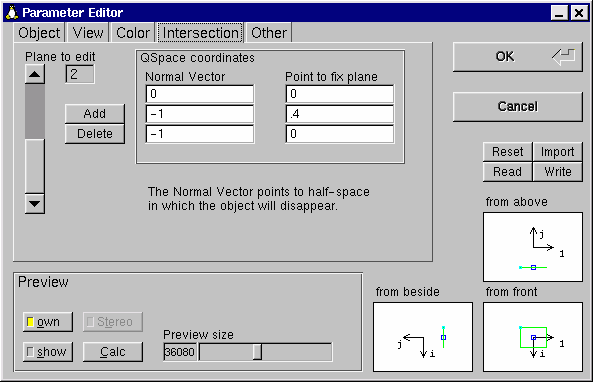 Parameter Editor
Object View Color Intersection Other
Plane to edit
2
Add
Delete
QSpace coordinates
Normal Vector Point to fix plane
0 0
-1 .4
-1 0
The Normal Vector points to half-space
in which the object will disappear.
OK
Cancel
Reset Import
Read Write
from above
j
1
Preview
own Stereo
show Calc
Preview size
36080
from beside
j
i
from front
1
i